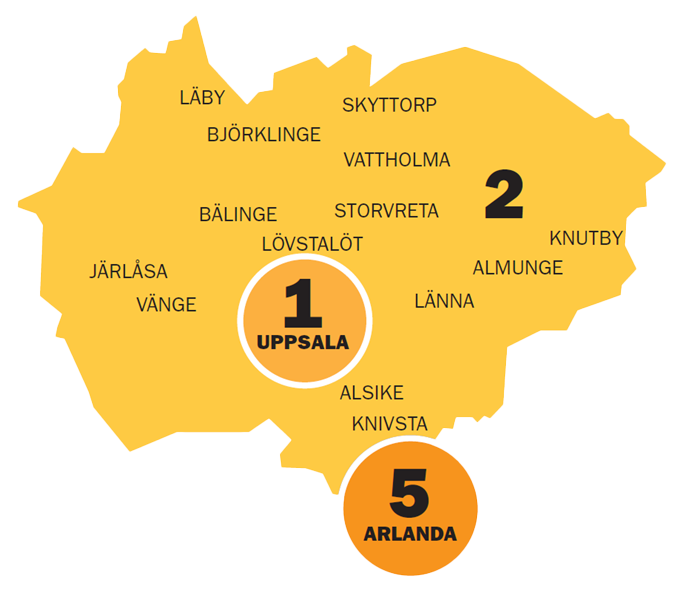 LÄBY
SKYTTORP
BJÖRKLINGE
VATTHOLMA
2
BÄLINGE
STORVRETA
KNUTBY
LÖVSTALÖT
JÄRLÅSA
ALMUNGE
VÄNGE
LÄNNA
1
UPPSALA
ALSIKE
KNIVSTA
5
ARLANDA